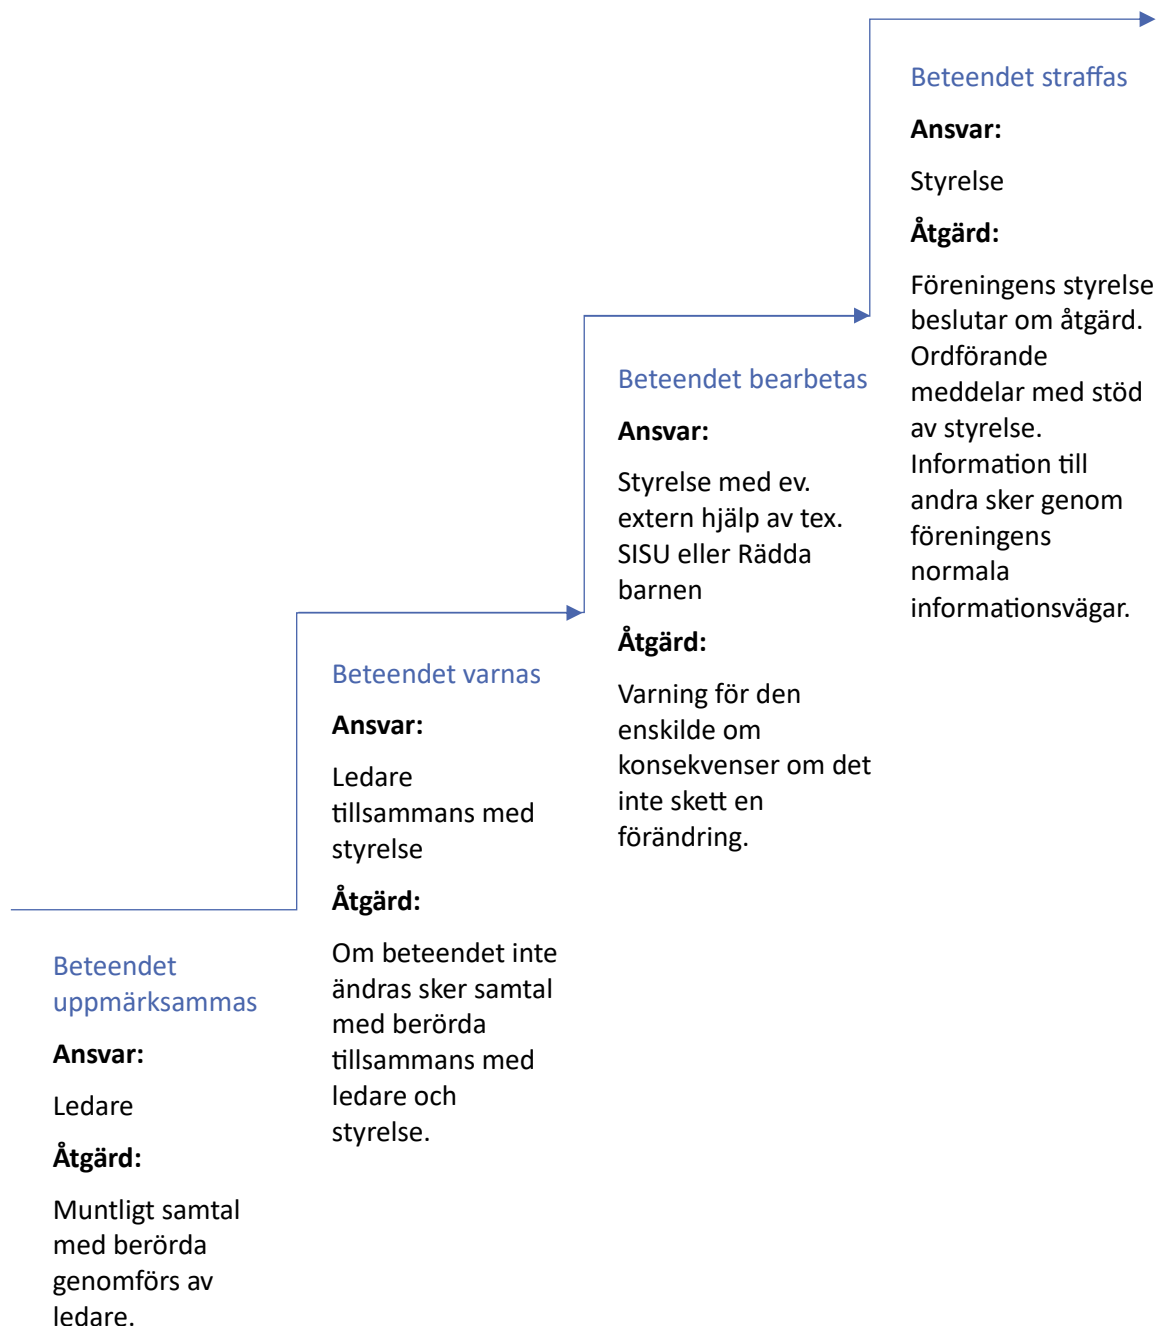 Beteendet straffas
Ansvar:
Styrelse
Åtgärd:
Föreningens styrelse
beslutar om åtgärd.
Ordförande
meddelar med stöd
av styrelse.
Information till
andra sker genom
föreningens
normala
informationsvägar.
Beteendet bearbetas
Ansvar:
Styrelse med ev.
extern hjälp av tex.
SISU eller Rädda
barnen
Åtgärd:
Varning för den
enskilde om
konsekvenser om det
inte skett en
förändring.
Beteendet varnas
Ansvar:
Ledare
tillsammans med
styrelse
Åtgärd:
Om beteendet inte
ändras sker samtal
med berörda
tillsammans med
ledare och
styrelse.
Beteendet
uppmärksammas
Ansvar:
Ledare
Åtgärd:
Muntligt samtal
med berörda
genomförs av
ledare.